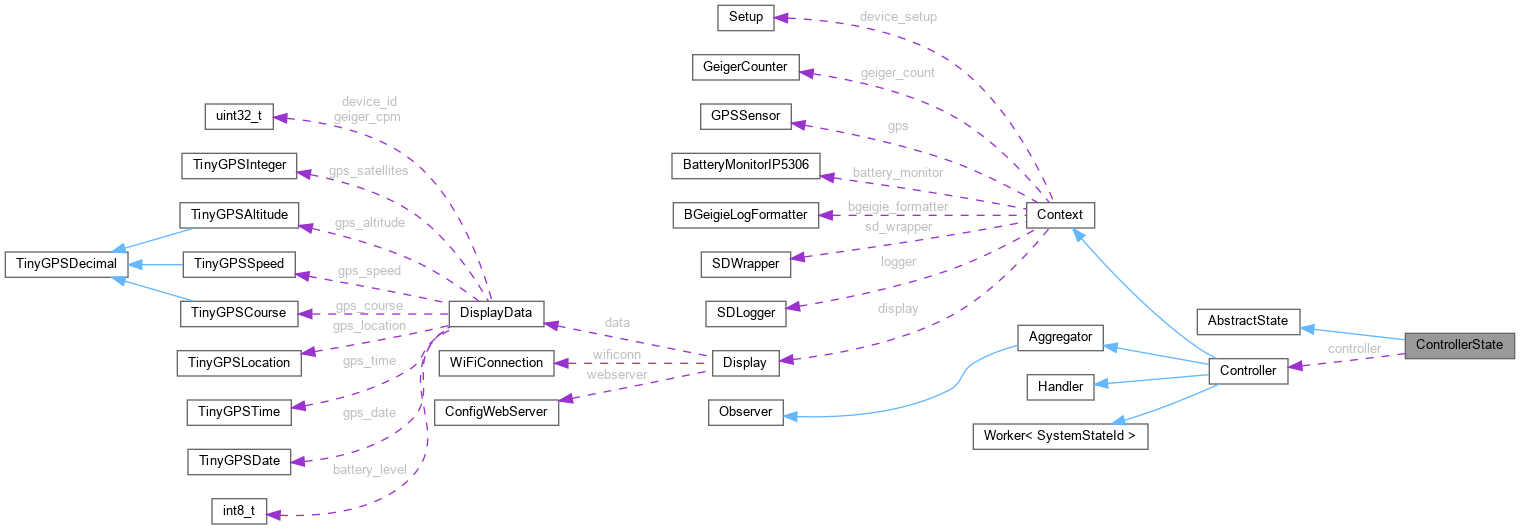 Setup
device_setup
GeigerCounter
geiger_count
uint32_t
device_id
geiger_cpm
GPSSensor
gps
TinyGPSInteger
gps_satellites
BatteryMonitorIP5306
battery_monitor
TinyGPSAltitude
gps_altitude
BGeigieLogFormatter
bgeigie_formatter
Context
sd_wrapper
TinyGPSDecimal
TinyGPSSpeed
gps_speed
SDWrapper
logger
TinyGPSCourse
gps_course
DisplayData
SDLogger
display
gps_location
data
AbstractState
TinyGPSLocation
gps_time
WiFiConnection
wificonn
Display
Aggregator
controller
ControllerState
webserver
Handler
Controller
TinyGPSTime
gps_date
ConfigWebServer
Observer
Worker< SystemStateId >
TinyGPSDate
battery_level
int8_t